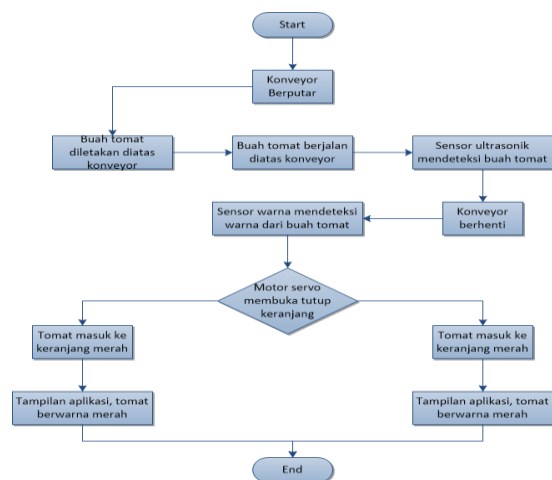 Start
Konveyor
Berputar
Buah tomat
diletakan diatas
konveyor
Buah tomat berjalan
diatas konveyor
Sensor ultrasonik
mendeteksi buah tomat
Konveyor
berhenti
Sensor warna mendeteksi
warna dari buah tomat
Motor servo
membuka tutup
keranjang
Tomat masuk ke
keranjang merah
Tampilan aplikasi, tomat
berwarna merah
Tomat masuk ke
keranjang merah
Tampilan aplikasi, tomat
berwarna merah
End